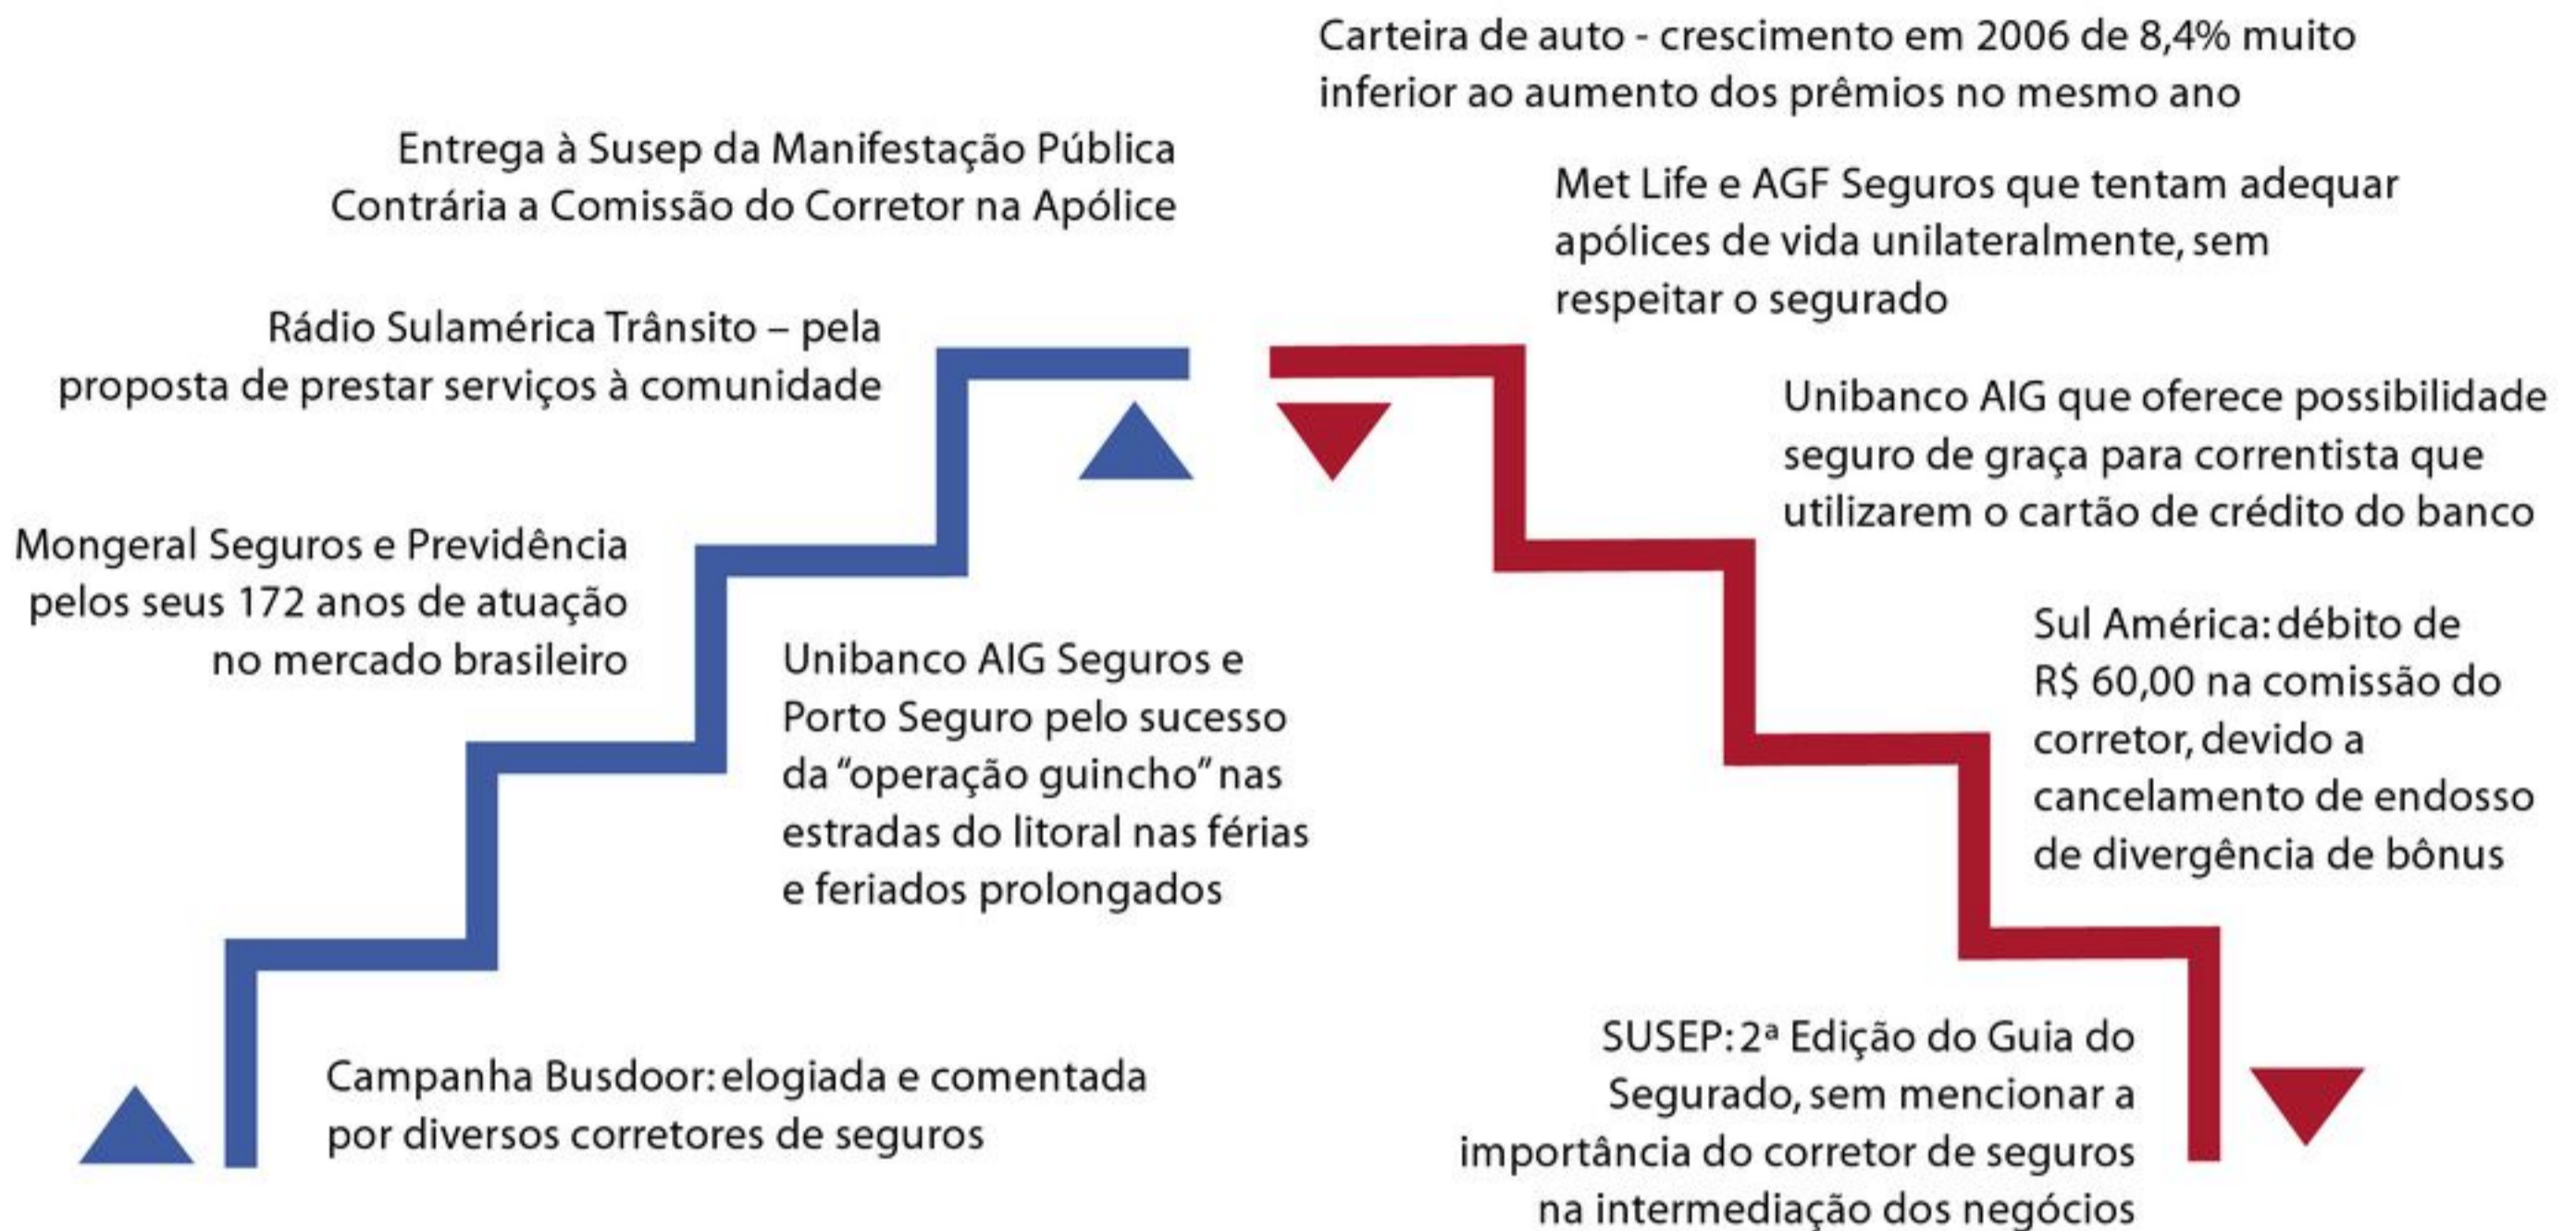 Entrega à Susep da Manifestação Pública
Contrária a Comissão do Corretor na Apólice
Rádio Sulamérica Trânsito – pela
proposta de prestar serviços à comunidade
Mongeral Seguros e Previdência
pelos seus 172 anos de atuação
no mercado brasileiro
Unibanco AIG Seguros e
Porto Seguro pelo sucesso
da “operação guincho” nas
estradas do litoral nas férias
e feriados prolongados
Campanha Busdoor: elogiada e comentada
por diversos corretores de seguros
Carteira de auto - crescimento em 2006 de 8,4% muito
inferior ao aumento dos prêmios no mesmo ano
Met Life e AGF Seguros que tentam adequar
apólices de vida unilateralmente, sem
respeitar o segurado
Unibanco AIG que oferece possibilidade
seguro de graça para correntista que
utilizarem o cartão de crédito do banco
Sul América: débito de
R$ 60,00 na comissão do
corretor, devido a
cancelamento de endosso
de divergência de bônus
SUSEP: 2ª Edição do Guia do
Segurado, sem mencionar a
importância do corretor de seguros
na intermediação dos negócios